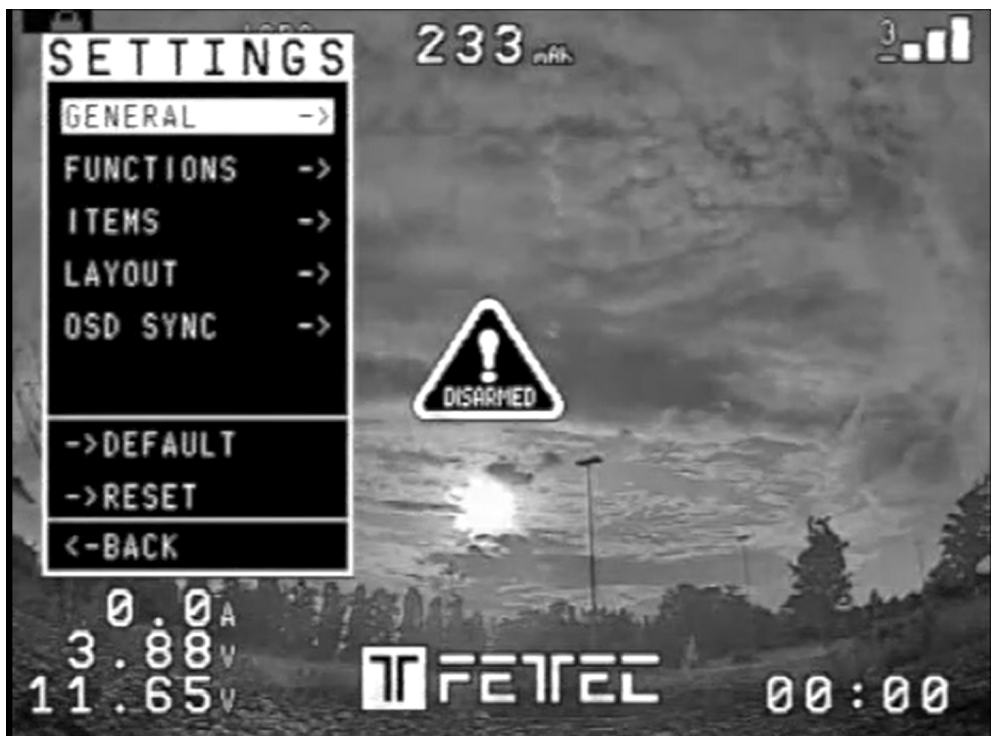 SETTINGS
GENERAL ->
FUNCTIONS ->
ITEMS ->
LAYOUT ->
OSD SYNC ->
->DEFAULT
->RESET
<-BACK
233 mAh
3
DISARMED
0.0A
3.88V
11.65V
FETTEC
00:00